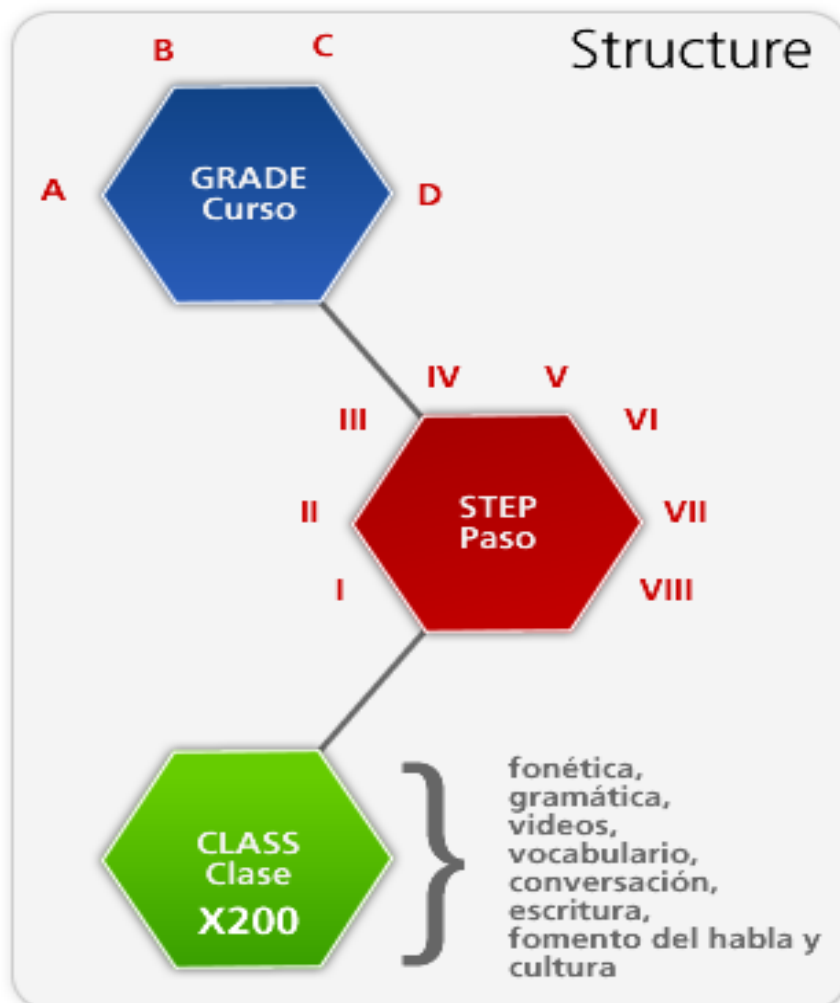 Structure
B
C
A
GRADE
Curso
D
IV
V
III
VI
II
STEP
Paso
VII
I
VIII
CLASS
Clase
X200
}
fonética,
gramática,
videos,
vocabulario,
conversación,
escritura,
fomento del habla y
cultura